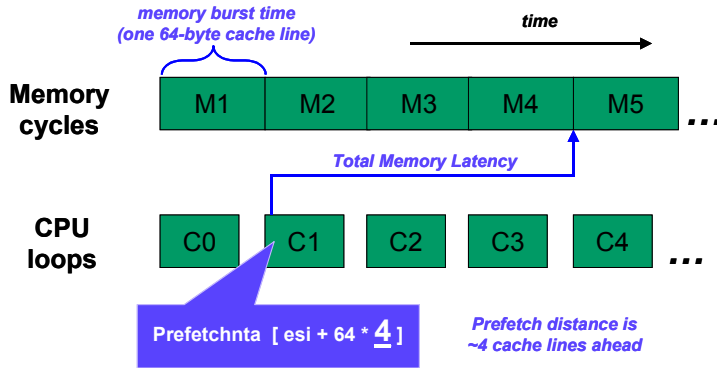 memory burst time
(one 64-byte cache line)
time
Memory
cycles
M1 M2 M3 M4 M5 ...
Total Memory Latency
CPU
loops
C0 C1 C2 C3 C4 ...
Prefetchnta [ esi + 64 * 4 ]
Prefetch distance is
~4 cache lines ahead